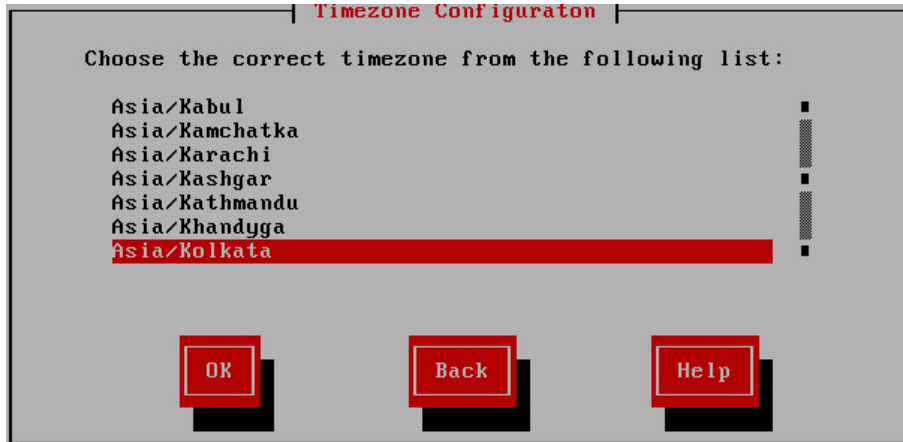 Timezone Configuraton
Choose the correct timezone from the following list:
Asia/Kabul
Asia/Kamchatka
Asia/Karachi
Asia/Kashgar
Asia/Kathmandu
Asia/Khandyga
Asia/Kolkata
OK Back Help